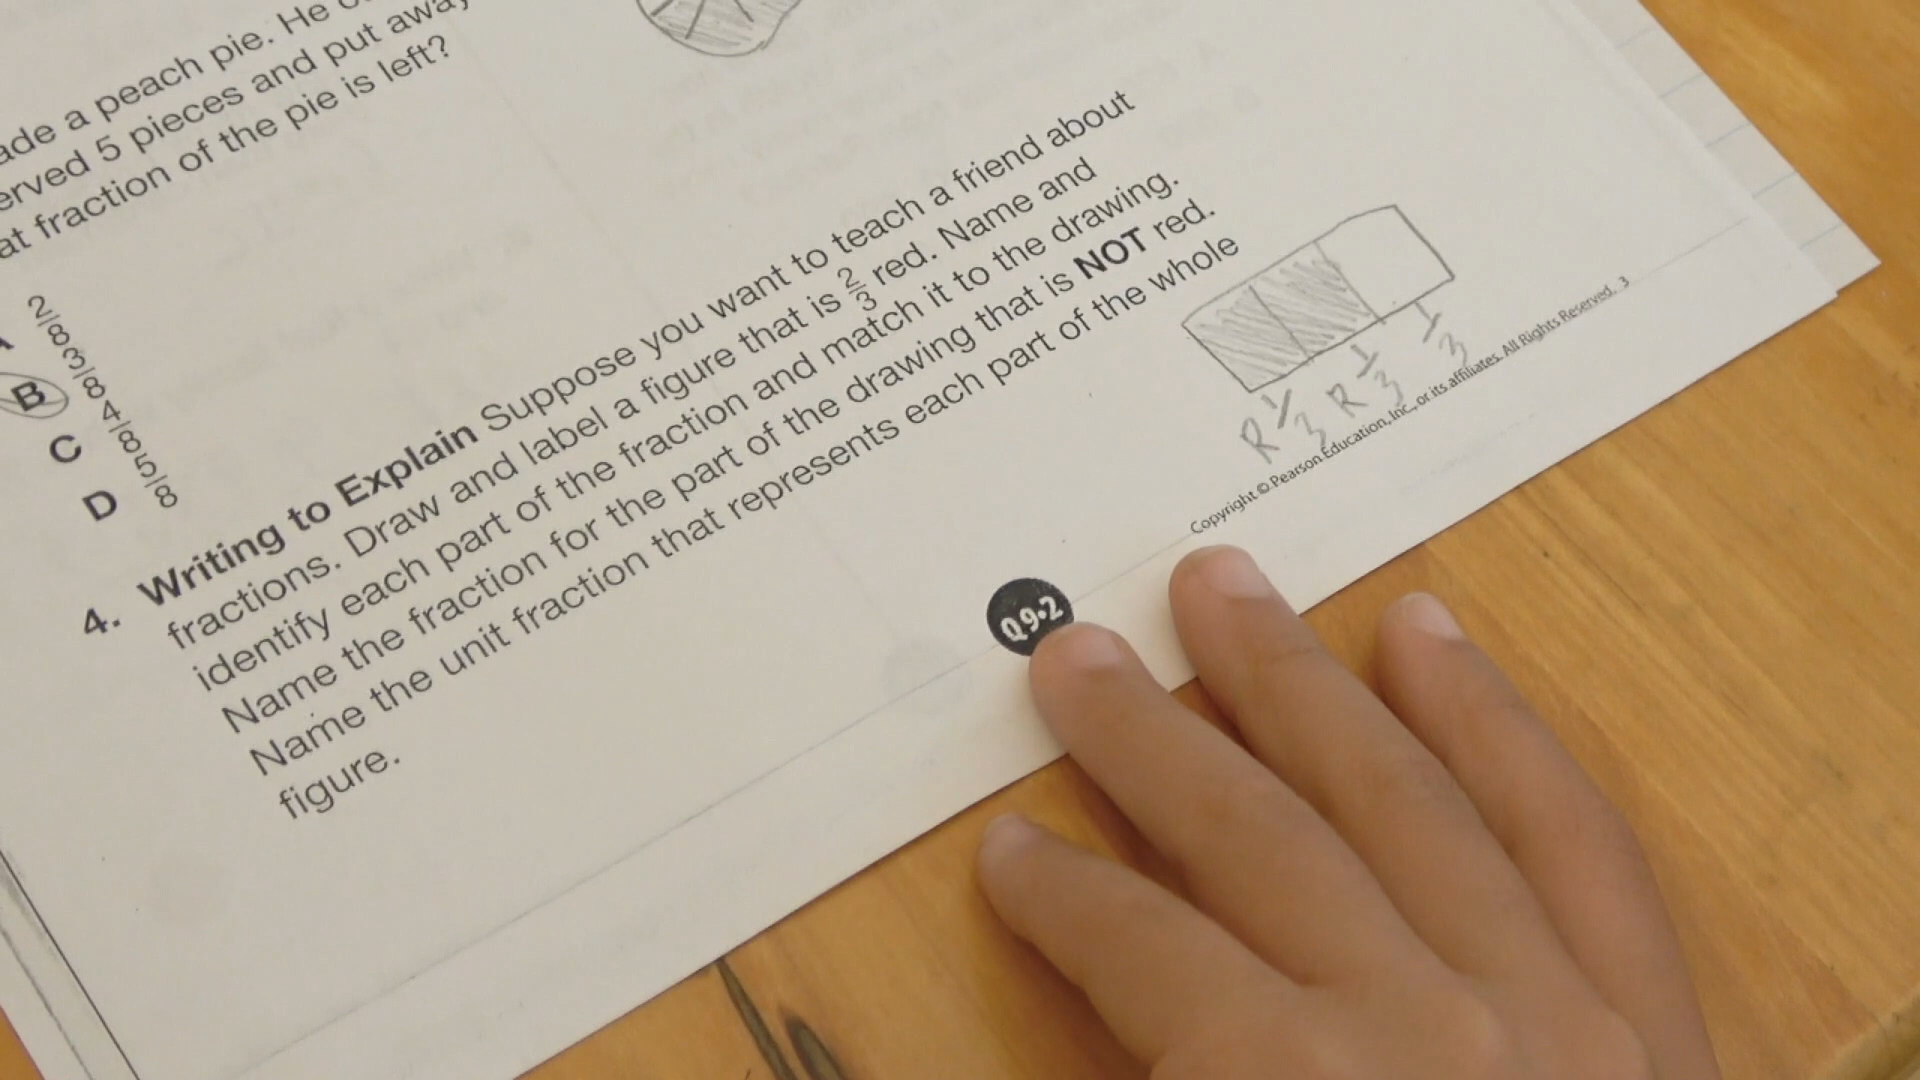 ade a peach pie. He
erved 5 pieces and put away
at fraction of the pie is left?
2/8
B 3/8
C 4/8
D 5/8
4. Writing to Explain Suppose you want to teach a friend about
fractions. Draw and label a figure that is 2/3 red. Name and
identify each part of the fraction and match it to the drawing.
Name the fraction for the part of the drawing that is NOT red.
Name the unit fraction that represents each part of the whole
figure.
R 1/3 R 1/3 1/3
Q 9•2
Copyright © Pearson Education, Inc., or its affiliates. All Rights Reserved. 3